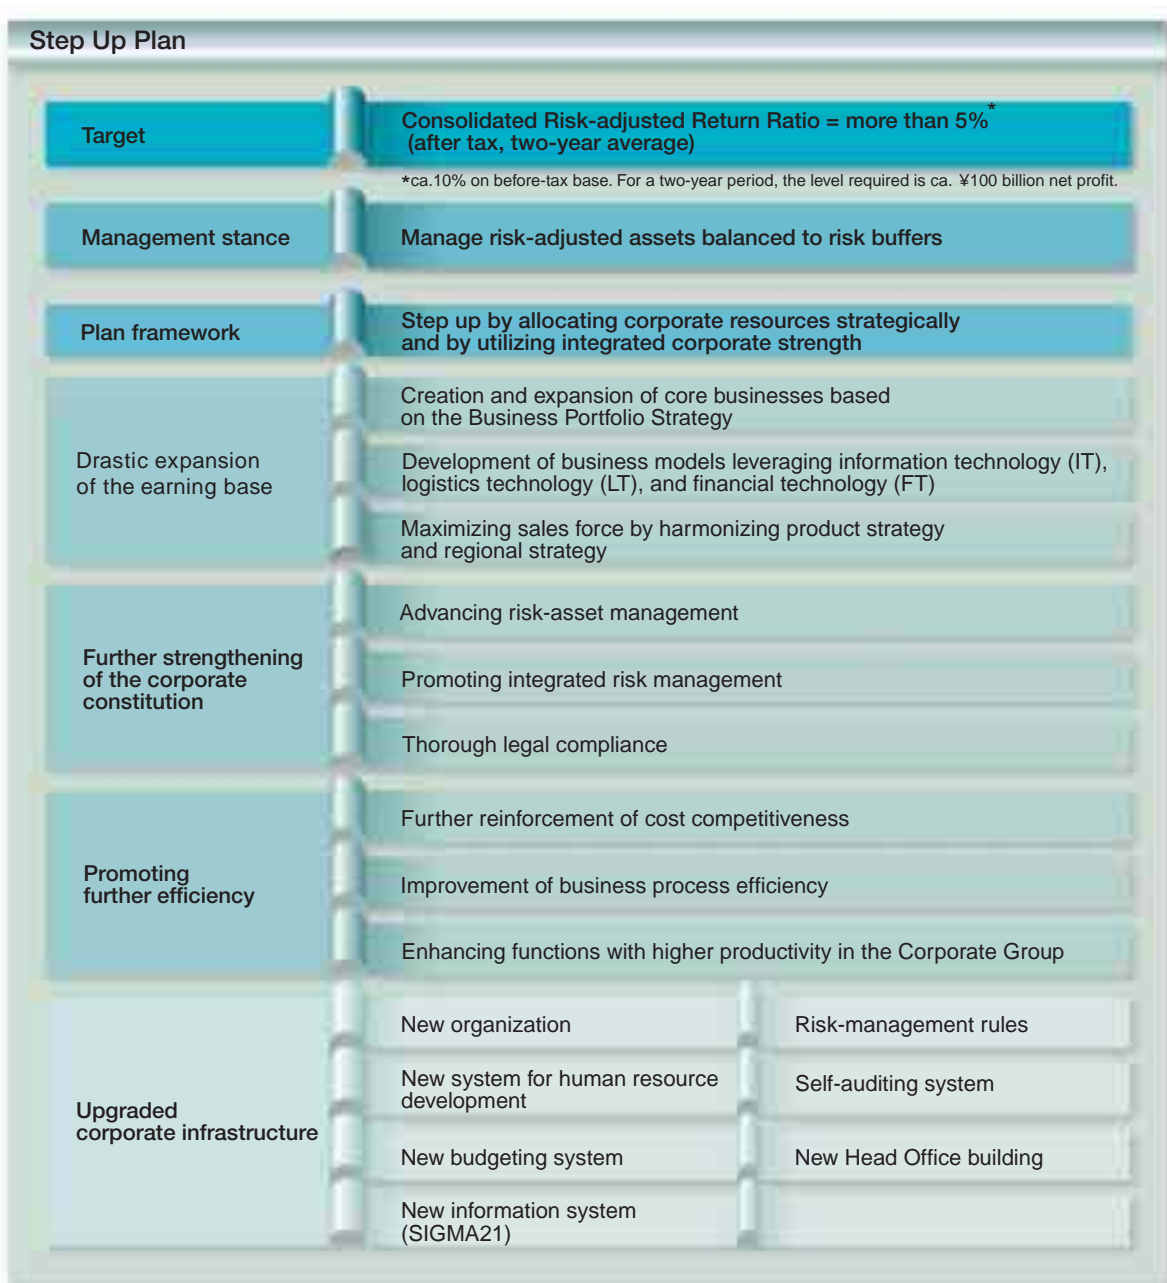 Step Up Plan
Target
Consolidated Risk-adjusted Return Ratio = more than 5%*
(after tax, two-year average)
*ca.10% on before-tax base. For a two-year period, the level required is ca. ¥100 billion net profit.
Management stance
Manage risk-adjusted assets balanced to risk buffers
Plan framework
Step up by allocating corporate resources strategically
and by utilizing integrated corporate strength
Drastic expansion
of the earning base
Creation and expansion of core businesses based
on the Business Portfolio Strategy
Development of business models leveraging information technology (IT),
logistics technology (LT), and financial technology (FT)
Maximizing sales force by harmonizing product strategy
and regional strategy
Further strengthening
of the corporate
constitution
Advancing risk-asset management
Promoting integrated risk management
Thorough legal compliance
Promoting
further efficiency
Further reinforcement of cost competitiveness
Improvement of business process efficiency
Enhancing functions with higher productivity in the Corporate Group
Upgraded
corporate infrastructure
New organization
Risk-management rules
New system for human resource
development
Self-auditing system
New budgeting system
New Head Office building
New information system
(SIGMA21)